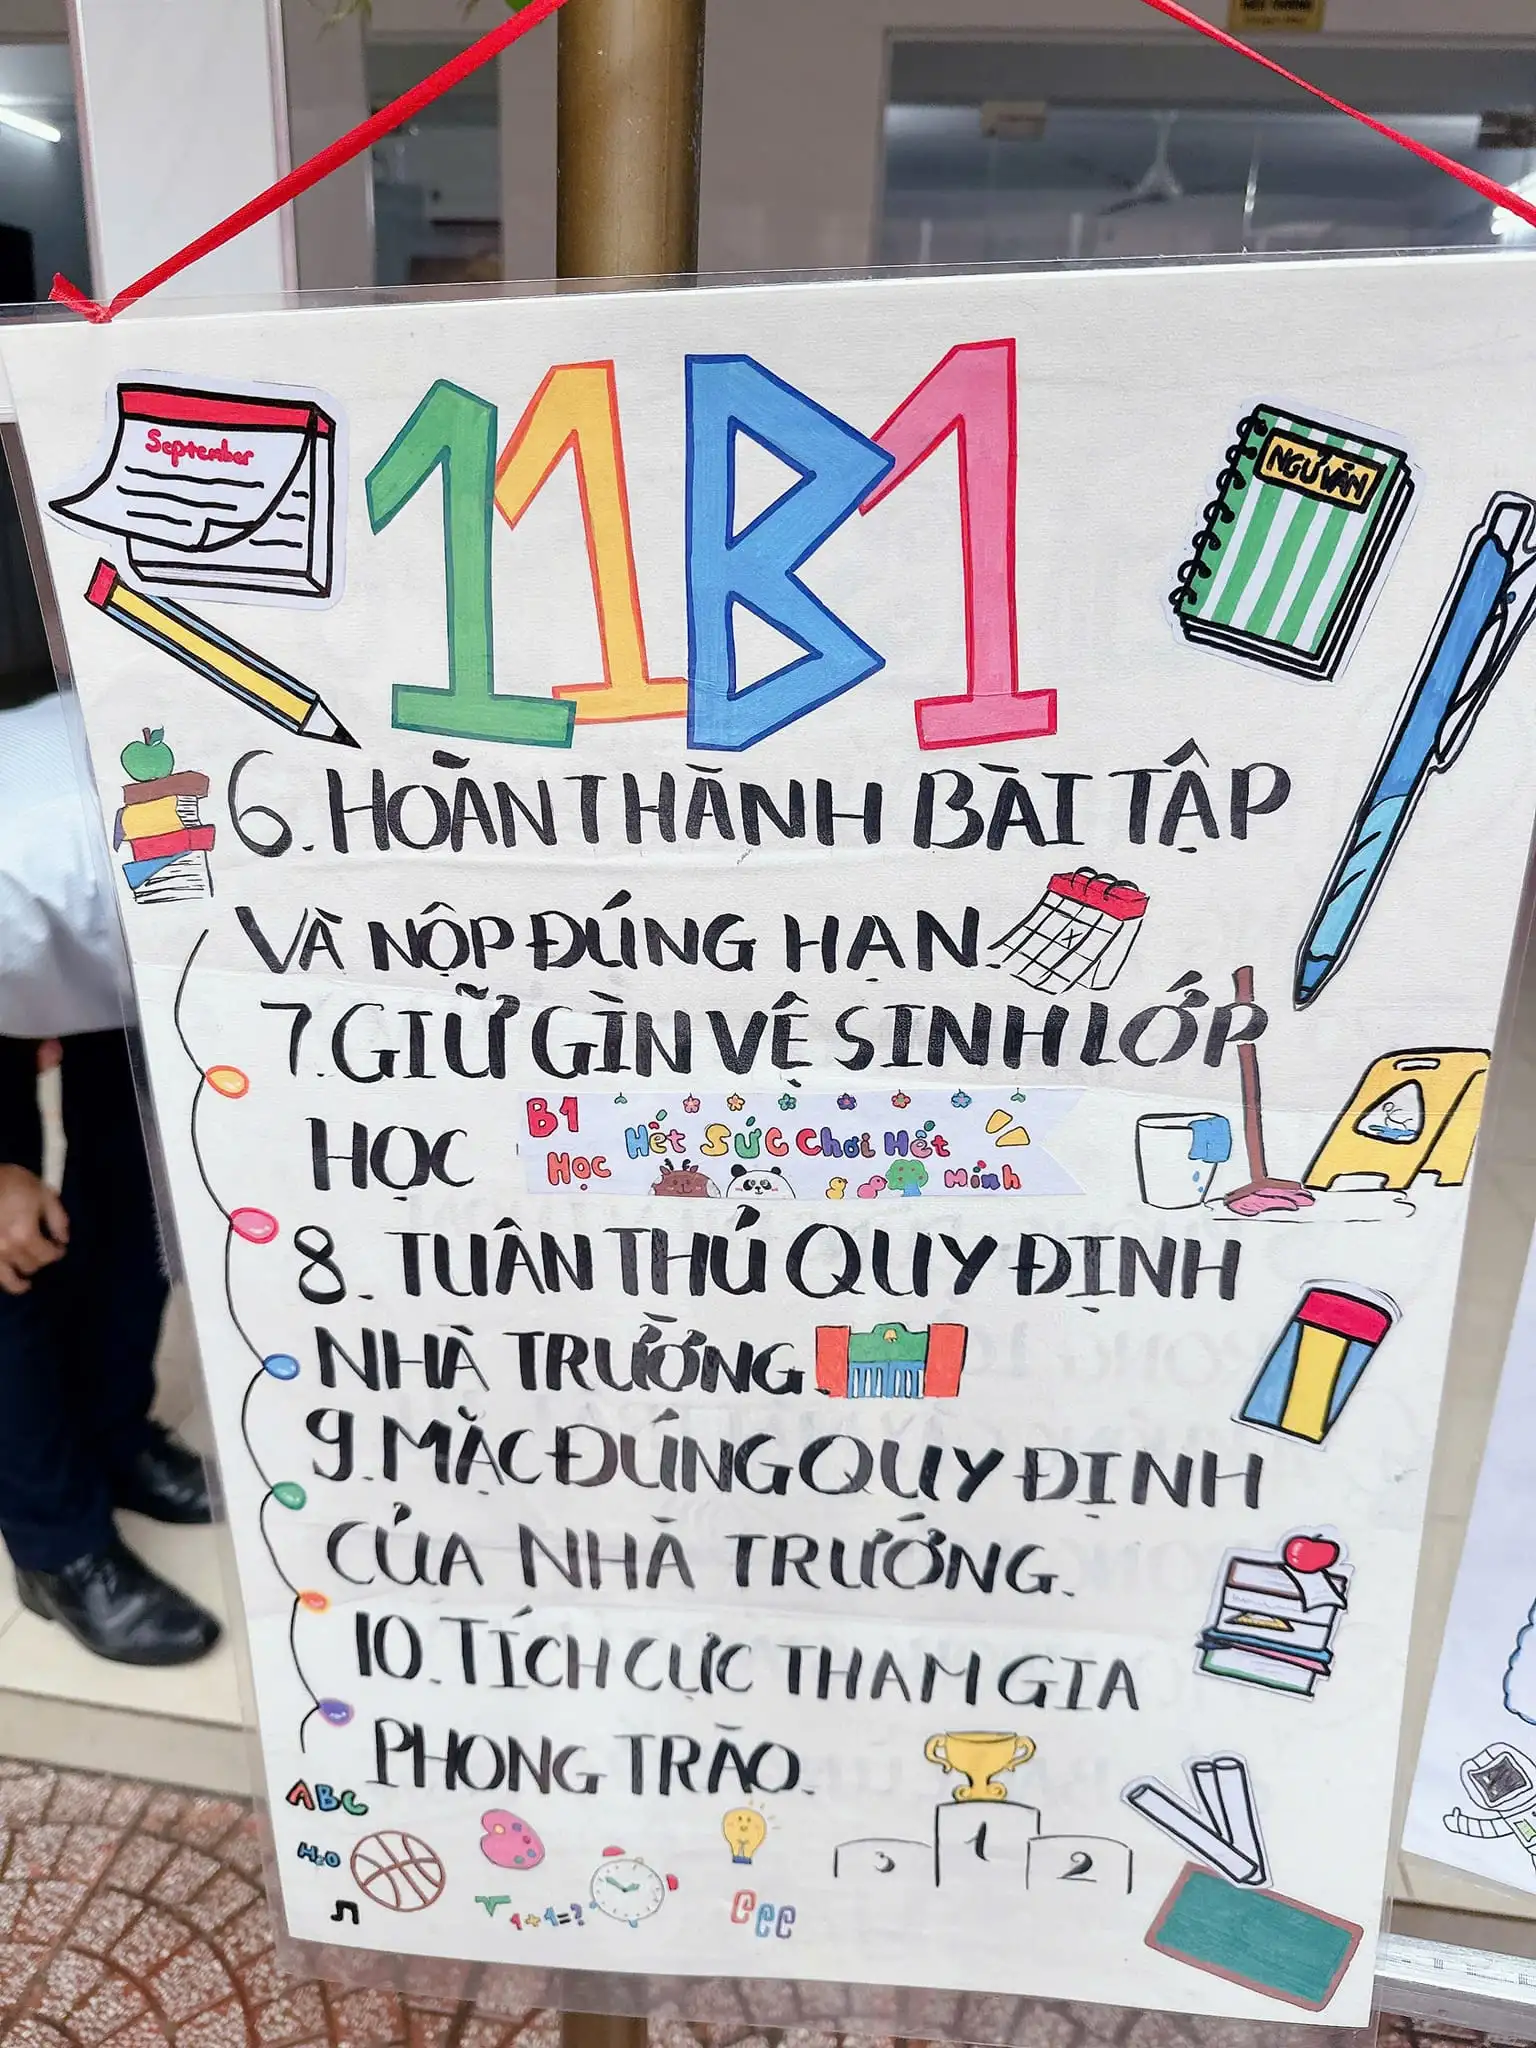 September
11B1
NGỮ VĂN
6. HOÀN THÀNH BÀI TẬP
VÀ NỘP ĐÚNG HẠN.
7. GIỮ GÌN VỆ SINH LỚP
HỌC
B1
Học Hết Sức Chơi Hết Mình
8. TUÂN THỦ QUY ĐỊNH
NHÀ TRƯỜNG.
9. MẶC ĐÚNG QUY ĐỊNH
CỦA NHÀ TRƯỜNG.
10. TÍCH CỰC THAM GIA
PHONG TRÀO.
ABC
H2O
1+1=?
3 1 2